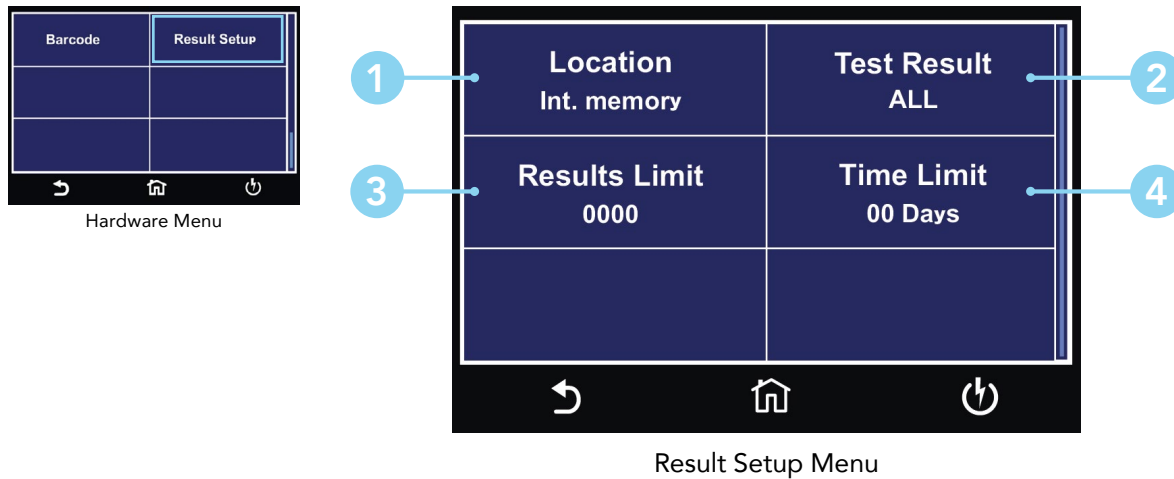 Barcode
Result Setup
Hardware Menu
1
Location
Int. memory
Test Result
ALL
2
3
Results Limit
0000
Time Limit
00 Days
4
Result Setup Menu